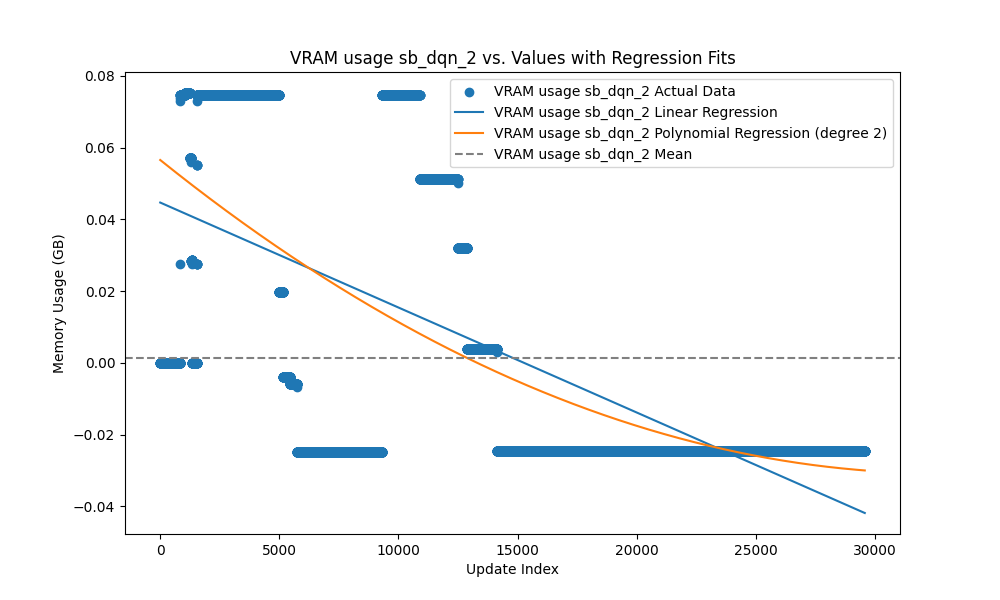 VRAM usage sb_dqn_2 vs. Values with Regression Fits
VRAM usage sb_dqn_2 Actual Data
VRAM usage sb_dqn_2 Linear Regression
VRAM usage sb_dqn_2 Polynomial Regression (degree 2)
VRAM usage sb_dqn_2 Mean
Memory Usage (GB)
0.08
0.06
0.04
0.02
0.00
−0.02
−0.04
0 5000 10000 15000 20000 25000 30000
Update Index